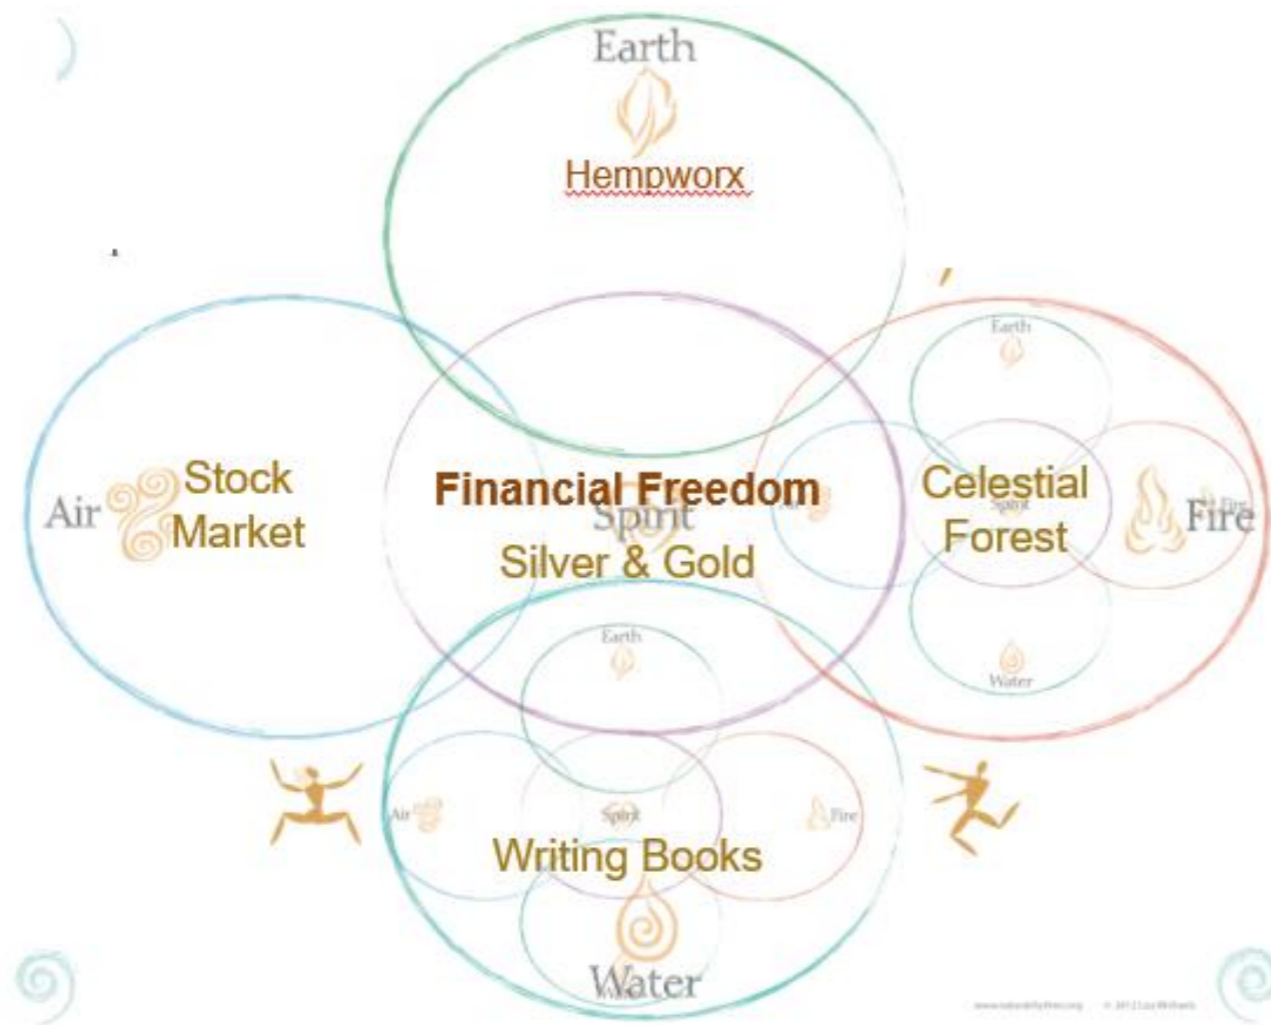 Earth
Hempworx
Earth
Air
Stock
Market
Financial Freedom
Spirit
Silver & Gold
Celestial
Forest
Spirit
Fire
Water
Earth
Air
Spirit
Fire
Writing Books
Water